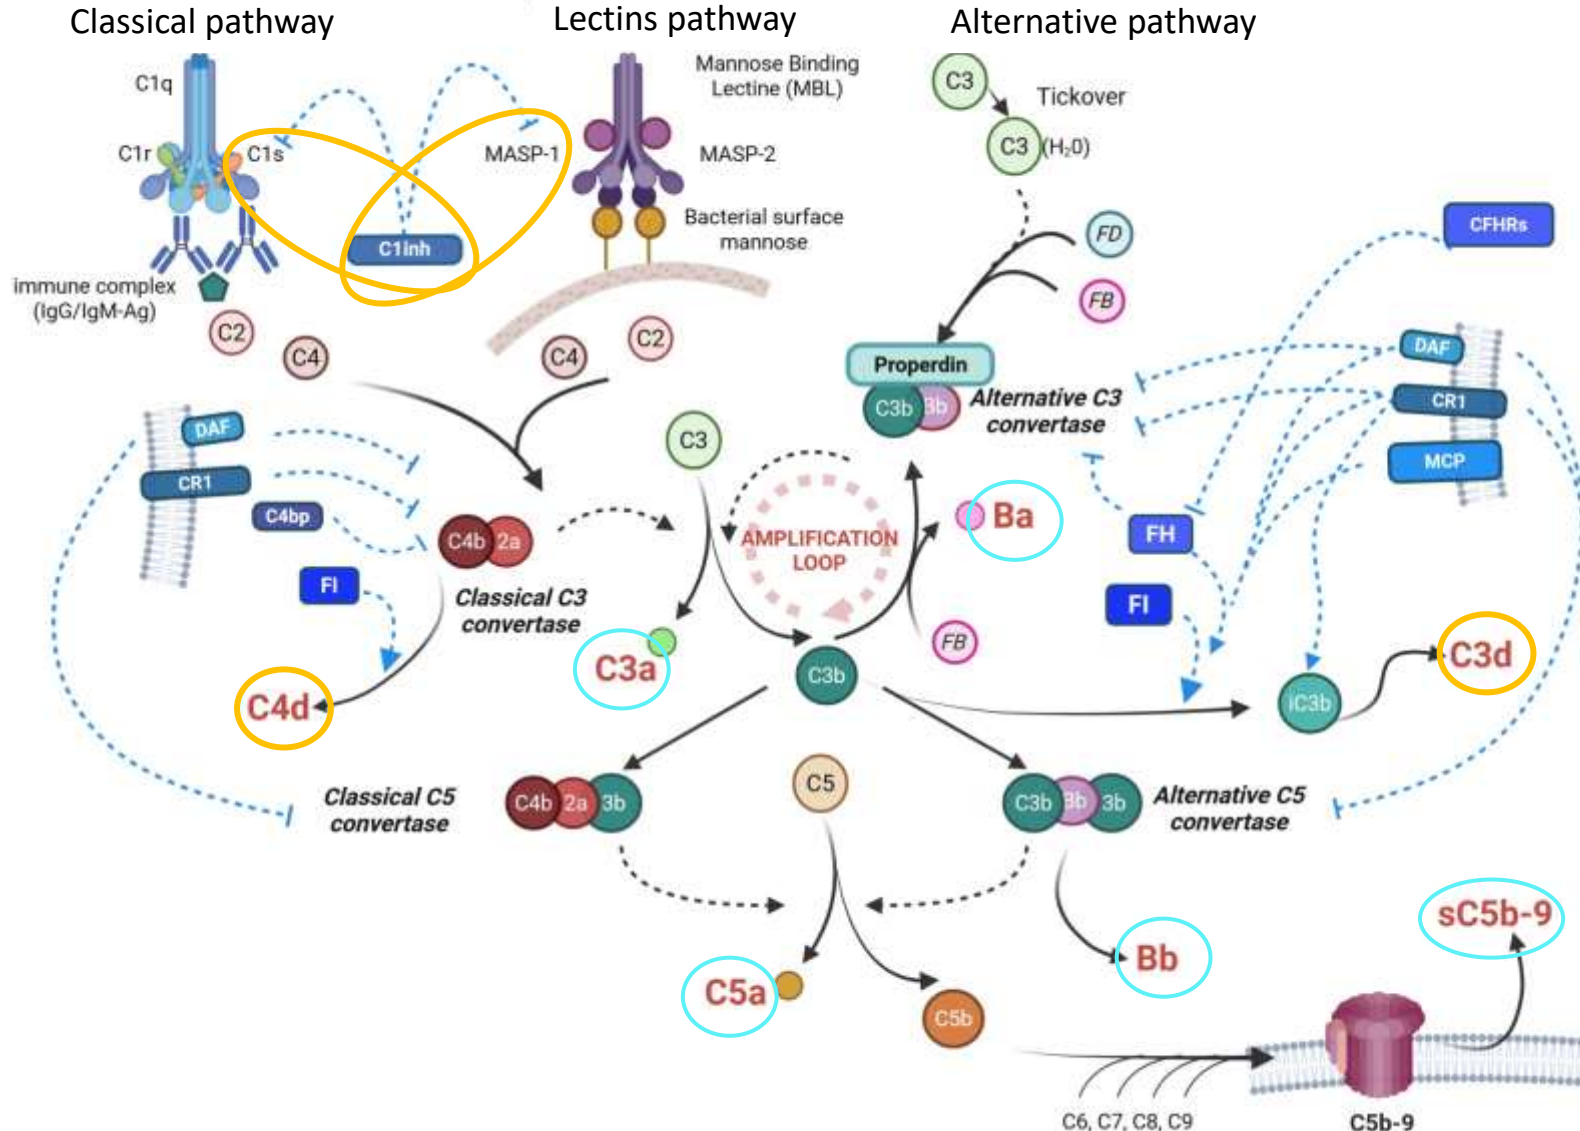 Classical pathway
Lectins pathway
Alternative pathway
C1q
C1r
C1s
MASP-1
C1inh
immune complex
(IgG/IgM-Ag)
C2
C4
Mannose Binding
Lectine (MBL)
MASP-2
Bacterial surface
mannose
C4
C2
C3
Tickover
C3
(H₂0)
FD
FB
CFHRs
Properdin
C3b
3b
Alternative C3
convertase
DAF
CR1
MCP
DAF
CR1
C4bp
FI
C4b
2a
Classical C3
convertase
C4d
C3
AMPLIFICATION
LOOP
C3a
C3b
Ba
FB
FH
FI
iC3b
C3d
Classical C5
convertase
C4b
2a
3b
C5
C3b
3b
3b
Alternative C5
convertase
C5a
C5b
Bb
sC5b-9
C6, C7, C8, C9
C5b-9